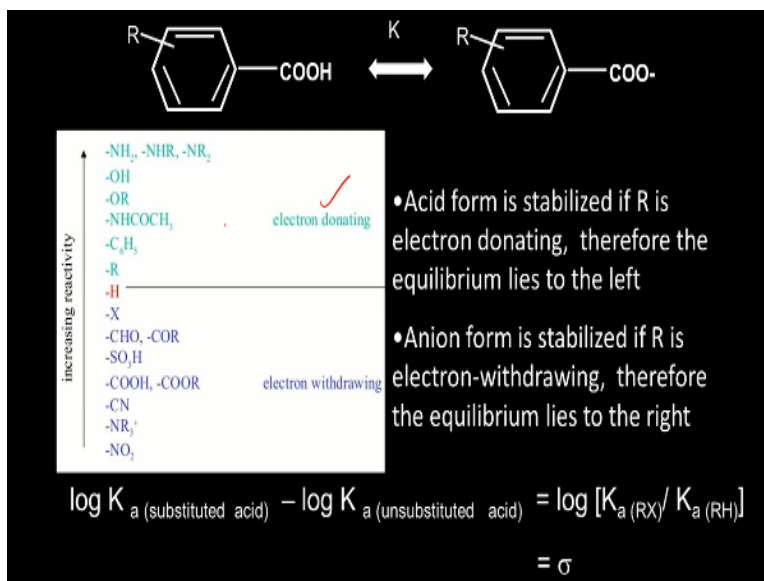 R
COOH
K
R
COO-
increasing reactivity
-NH₂, -NHR, -NR₂
-OH
-OR
-NHCOCH₃ electron donating
-C₆H₅
-R
-H
-X
-CHO, -COR
-SO₃H
-COOH, -COOR electron withdrawing
-CN
-NR₃⁺
-NO₂
•Acid form is stabilized if R is
electron donating, therefore the
equilibrium lies to the left
•Anion form is stabilized if R is
electron-withdrawing, therefore
the equilibrium lies to the right
log K a (substituted acid) – log K a (unsubstituted acid) = log [Ka (RX)/ Ka (RH)]
= σ